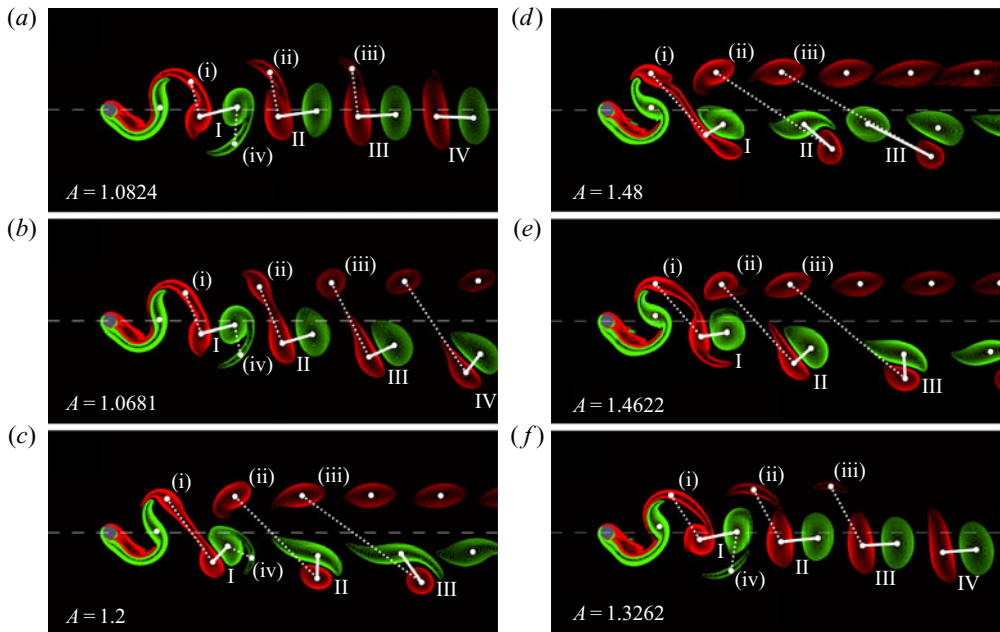 (a)
(i)
(ii)
(iii)
I
II
III
IV
(iv)
A = 1.0824
(b)
(i)
(ii)
(iii)
I
II
III
IV
(iv)
A = 1.0681
(c)
(i)
(ii)
(iii)
I
II
III
(iv)
A = 1.2
(d)
(i)
(ii)
(iii)
I
II
III
A = 1.48
(e)
(i)
(ii)
(iii)
I
II
III
A = 1.4622
(f)
(i)
(ii)
(iii)
I
II
III
IV
(iv)
A = 1.3262